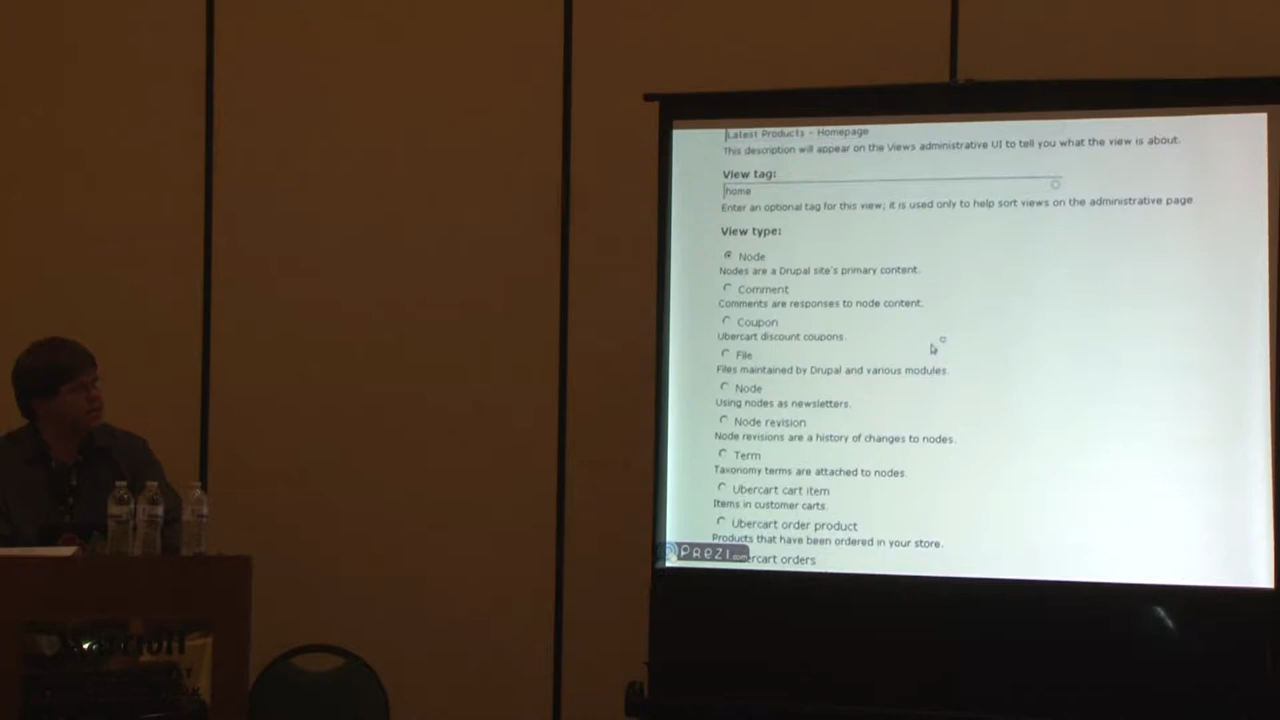 Latest Products - Homepage
This description will appear on the Views administrative UI to tell you what the view is about.
View tag:
home
Enter an optional tag for this view; it is used only to help sort views on the administrative page
View type:
Node
Nodes are a Drupal site's primary content.
Comment
Comments are responses to node content.
Coupon
Ubercart discount coupons.
File
Files maintained by Drupal and various modules.
Node
Using nodes as newsletters.
Node revision
Node revisions are a history of changes to nodes.
Term
Taxonomy terms are attached to nodes.
Ubercart cart item
Items in customer carts.
Ubercart order product
Products that have been ordered in your store.
Prezi.com
ercart orders
Marriott